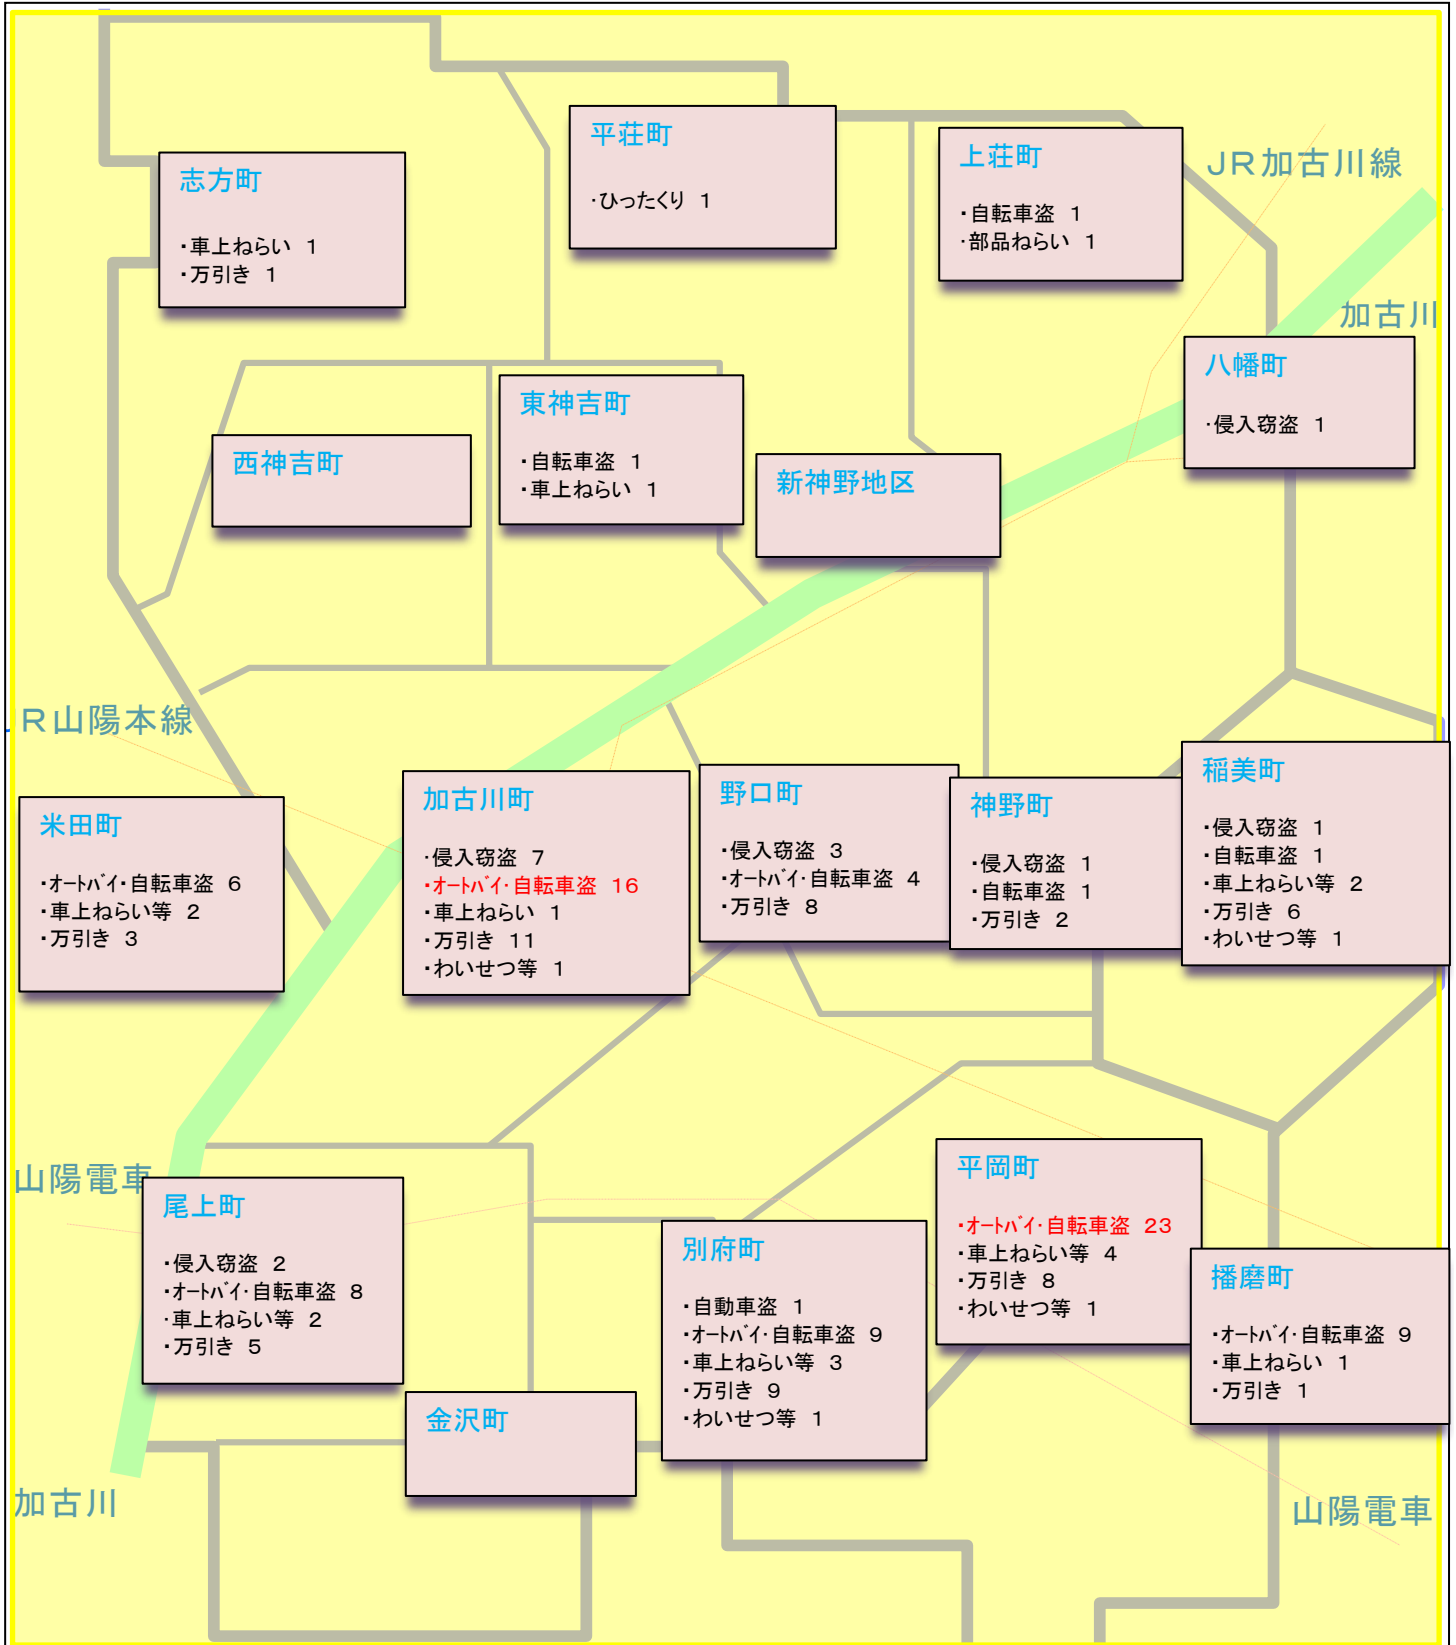 平荘町
・ひったくり 1
上荘町
・自転車盗 1
・部品ねらい 1
JR加古川線
志方町
・車上ねらい 1
・万引き 1
加古川
八幡町
・侵入窃盗 1
東神吉町
・自転車盗 1
・車上ねらい 1
西神吉町
新神野地区
JR山陽本線
米田町
・オートバイ・自転車盗 6
・車上ねらい等 2
・万引き 3
加古川町
・侵入窃盗 7
・オートバイ・自転車盗 16
・車上ねらい 1
・万引き 11
・わいせつ等 1
野口町
・侵入窃盗 3
・オートバイ・自転車盗 4
・万引き 8
神野町
・侵入窃盗 1
・自転車盗 1
・万引き 2
稲美町
・侵入窃盗 1
・自転車盗 1
・車上ねらい等 2
・万引き 6
・わいせつ等 1
山陽電車
尾上町
・侵入窃盗 2
・オートバイ・自転車盗 8
・車上ねらい等 2
・万引き 5
別府町
・自動車盗 1
・オートバイ・自転車盗 9
・車上ねらい等 3
・万引き 9
・わいせつ等 1
平岡町
・オートバイ・自転車盗 23
・車上ねらい等 4
・万引き 8
・わいせつ等 1
播磨町
・オートバイ・自転車盗 9
・車上ねらい 1
・万引き 1
金沢町
加古川
山陽電車